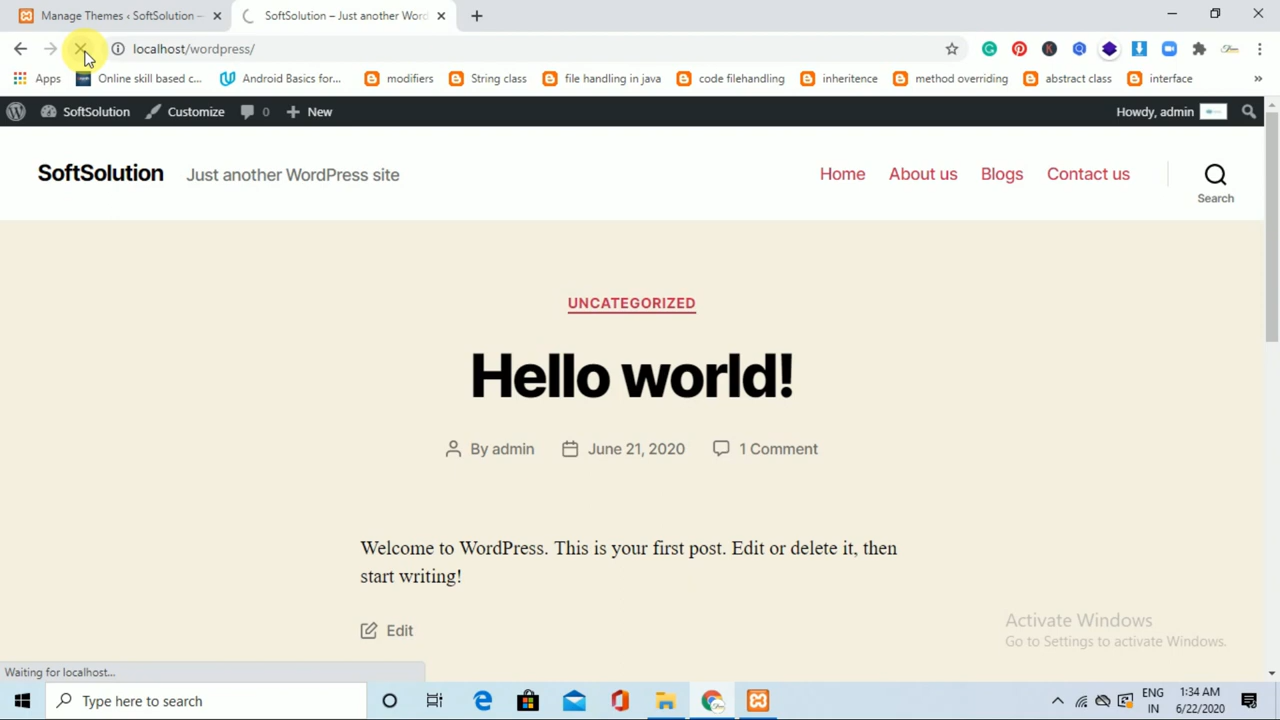 Manage Themes ‹ SoftSolution —
SoftSolution – Just another Word
localhost/wordpress/
Apps
Online skill based c...
Android Basics for...
modifiers
String class
file handling in java
code filehandling
inheritence
method overriding
abstract class
interface
»
SoftSolution
Customize
0
New
Howdy, admin
SoftSolution
Just another WordPress site
Home
About us
Blogs
Contact us
Search
UNCATEGORIZED
Hello world!
By admin
June 21, 2020
1 Comment
Welcome to WordPress. This is your first post. Edit or delete it, then
start writing!
Edit
Activate Windows
Go to Settings to activate Windows.
Waiting for localhost...
Type here to search
ENG
IN
1:34 AM
6/22/2020